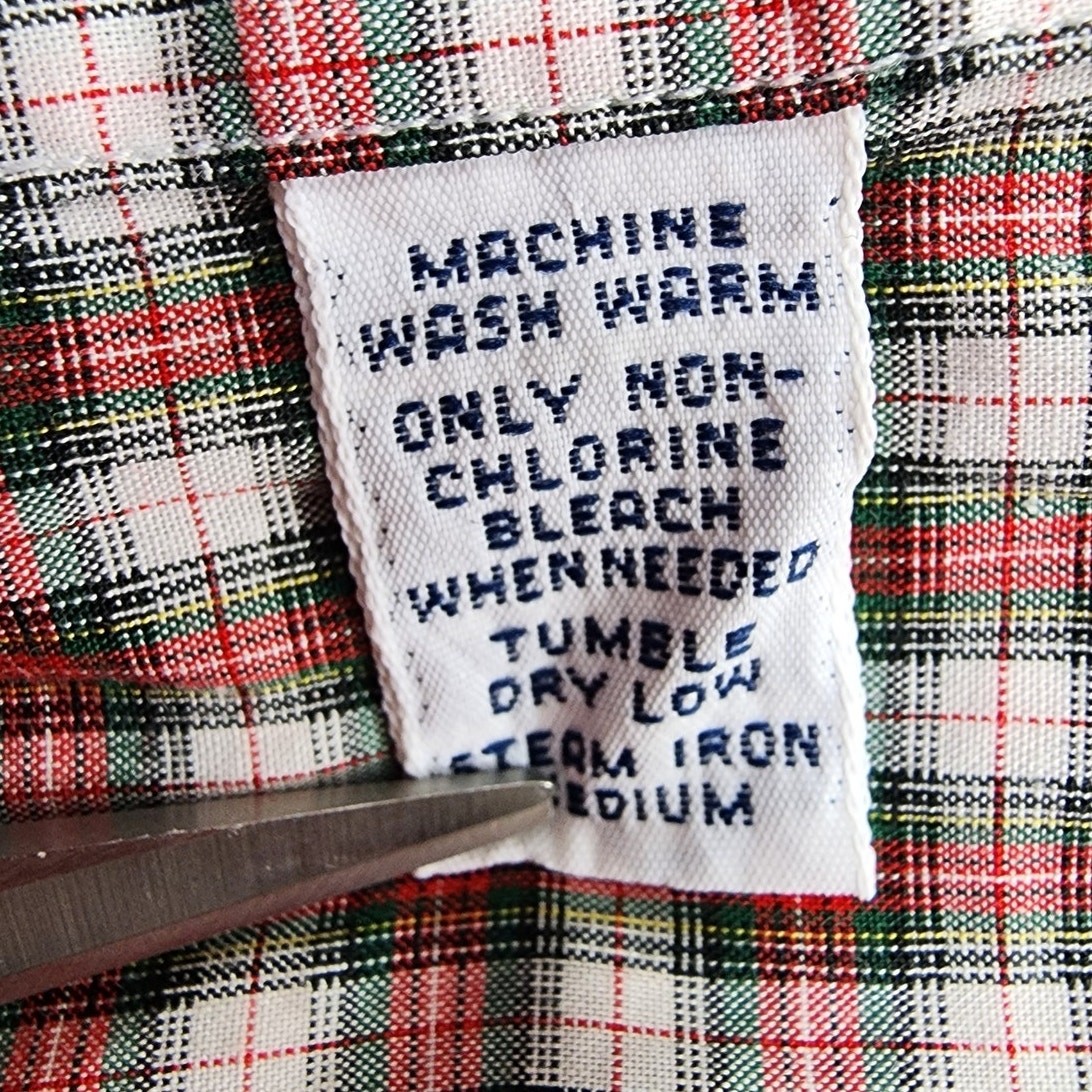 MACHINE
WASH WARM
ONLY NON-
CHLORINE
BLEACH
WHEN NEEDED
TUMBLE
DRY LOW
STEAM IRON
MEDIUM